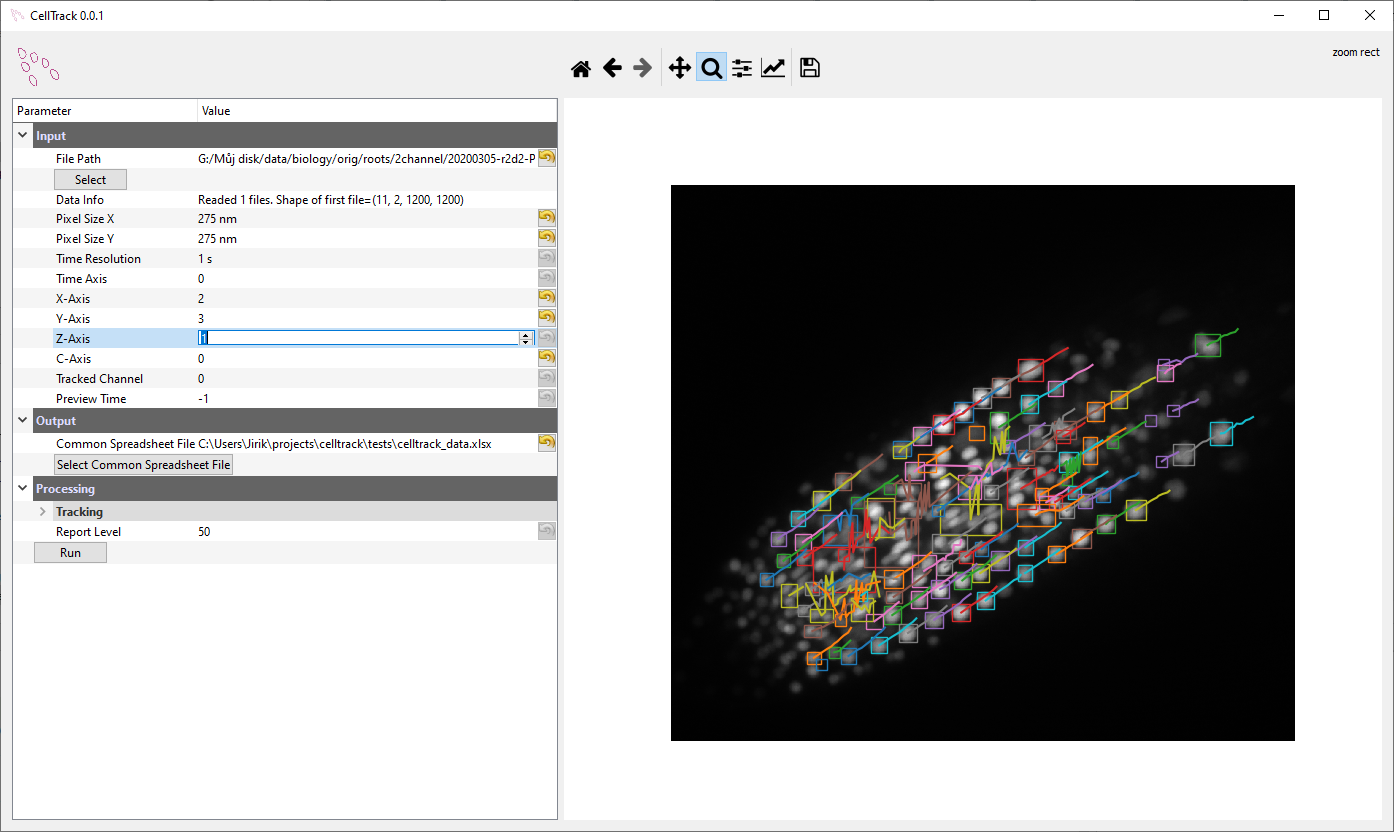 CellTrack 0.0.1
zoom rect
Parameter Value
Input
File Path G:/Můj disk/data/biology/orig/roots/2channel/20200305-r2d2-P
Select
Data Info Readed 1 files. Shape of first file=(11, 2, 1200, 1200)
Pixel Size X 275 nm
Pixel Size Y 275 nm
Time Resolution 1 s
Time Axis 0
X-Axis 2
Y-Axis 3
Z-Axis 1
C-Axis 0
Tracked Channel 0
Preview Time -1
Output
Common Spreadsheet File C:\Users\Jirik\projects\celltrack\tests\celltrack_data.xlsx
Select Common Spreadsheet File
Processing
Tracking
Report Level 50
Run